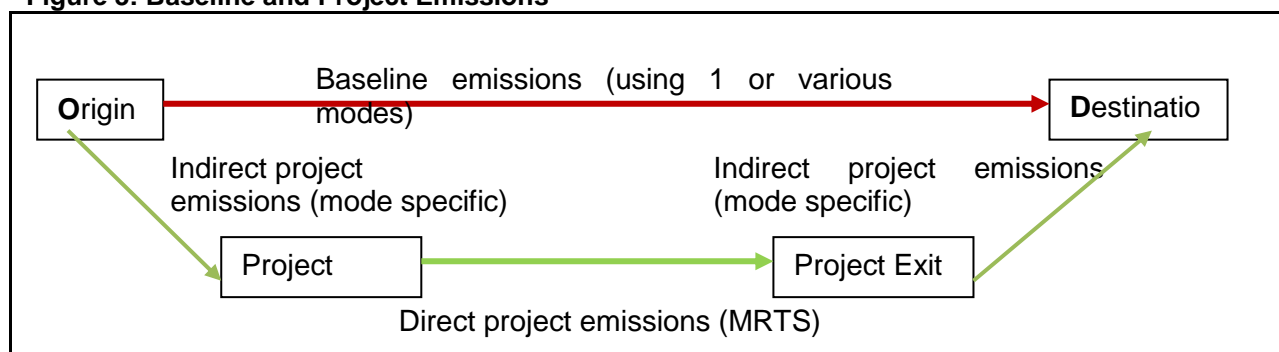 Figure 3: Baseline and Project Emissions
Baseline emissions (using 1 or various
modes)
Origin
Destinatio
Indirect project
emissions (mode specific)
Indirect project emissions
(mode specific)
Project
Project Exit
Direct project emissions (MRTS)